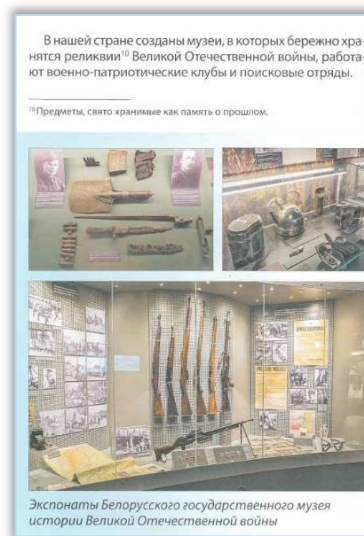 В нашей стране созданы музеи, в которых бережно хра-
нятся реликвии¹⁰ Великой Отечественной войны, работа-
ют военно-патриотические клубы и поисковые отряды.
¹⁰Предметы, свято хранимые как память о прошлом.
Экспонаты Белорусского государственного музея
истории Великой Отечественной войны